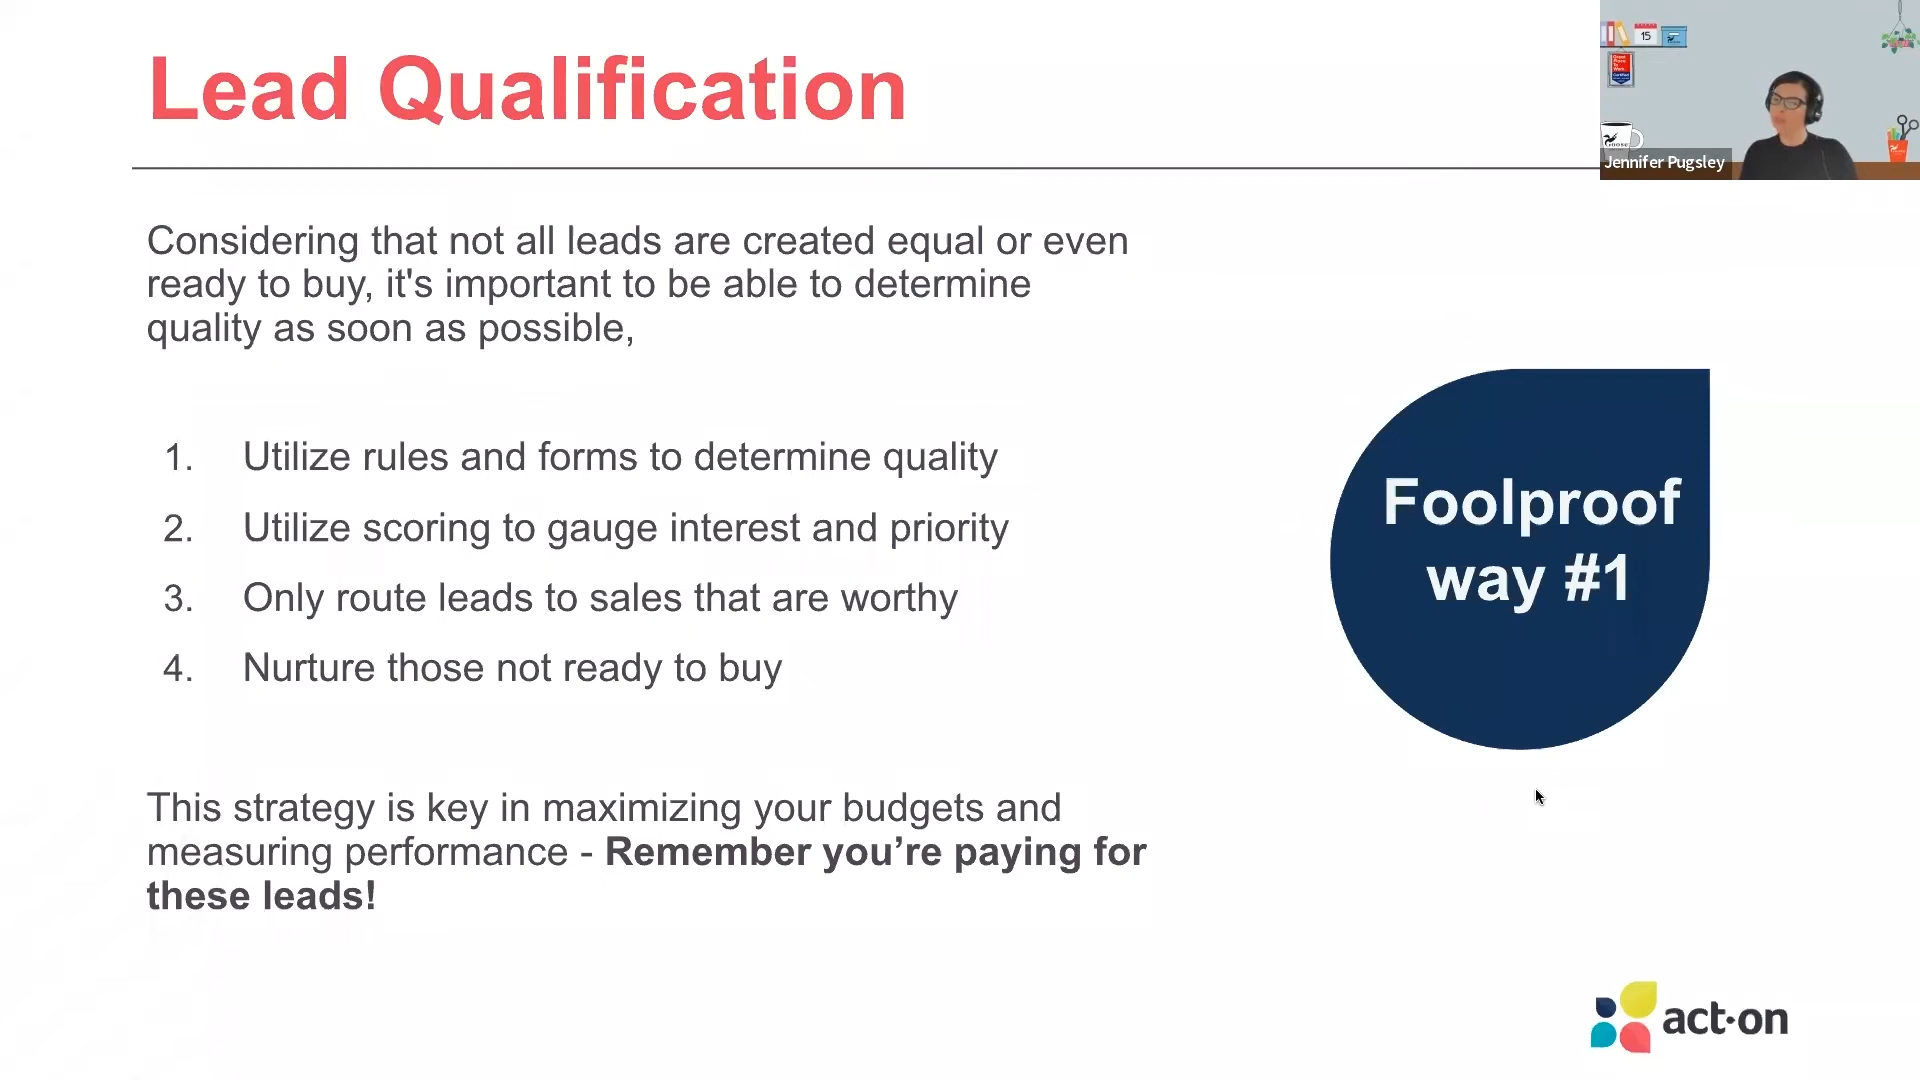 Lead Qualification
Considering that not all leads are created equal or even
ready to buy, it's important to be able to determine
quality as soon as possible,
1. Utilize rules and forms to determine quality
2. Utilize scoring to gauge interest and priority
3. Only route leads to sales that are worthy
4. Nurture those not ready to buy
This strategy is key in maximizing your budgets and
measuring performance - Remember you’re paying for
these leads!
Foolproof
way #1
15
Jennifer Pugsley
act·on